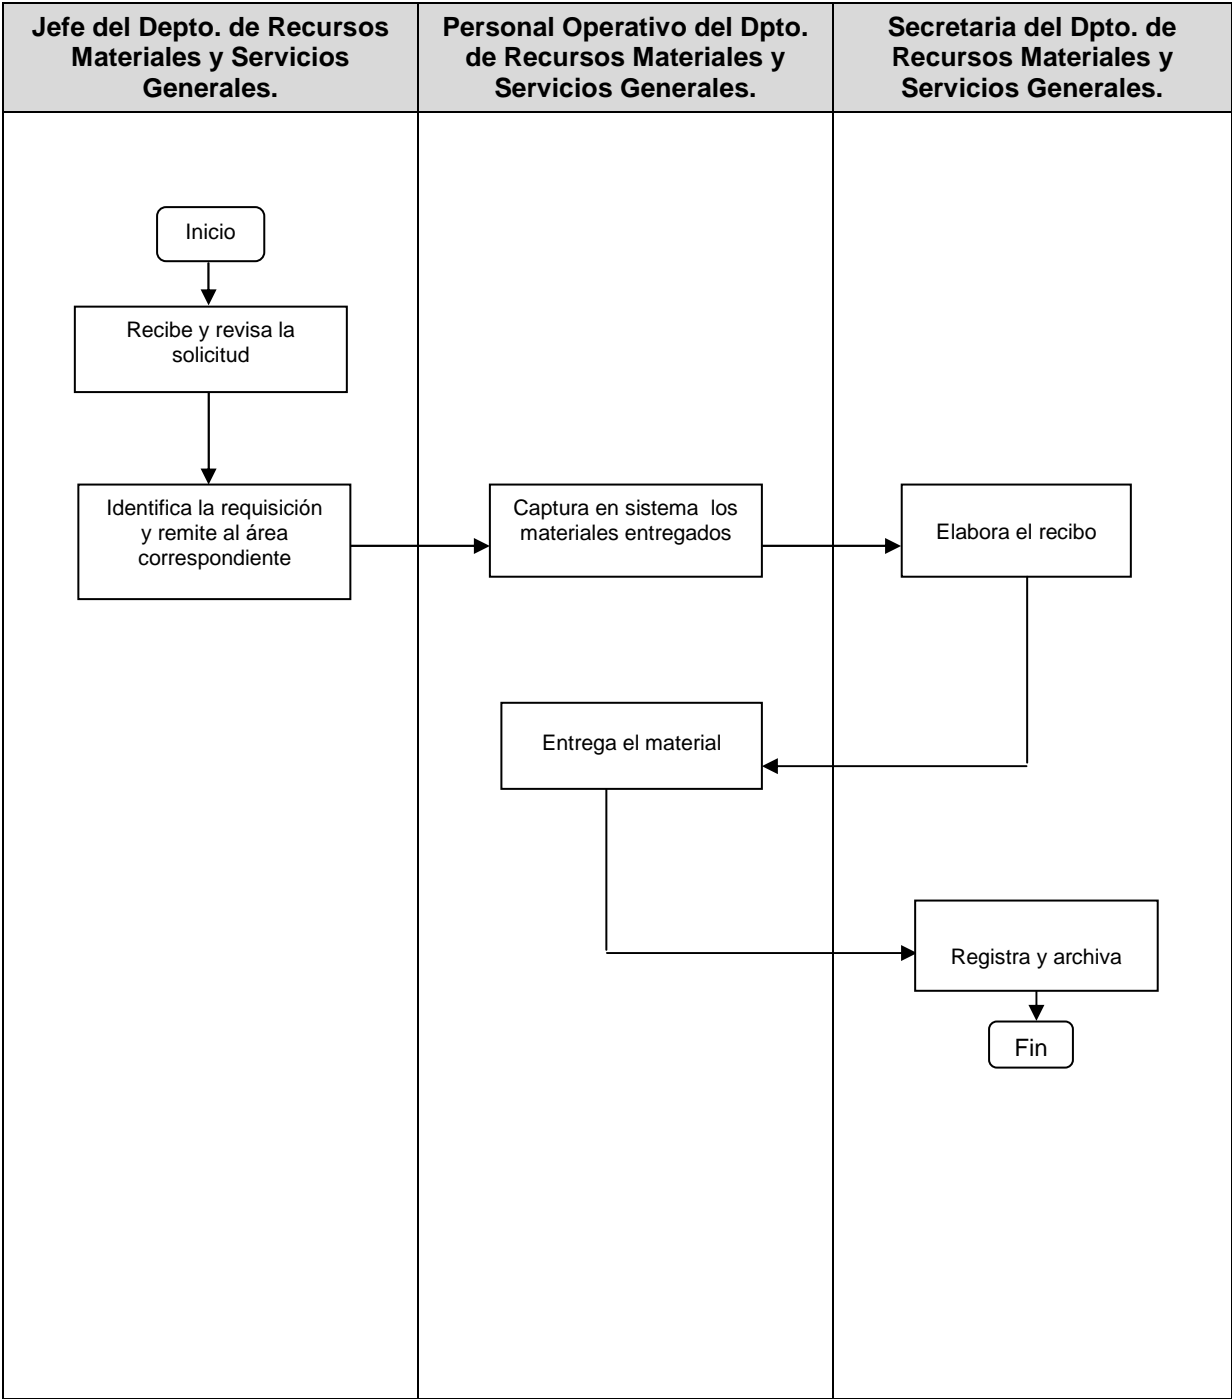 Jefe del Depto. de Recursos
Materiales y Servicios
Generales.
Personal Operativo del Dpto.
de Recursos Materiales y
Servicios Generales.
Secretaria del Dpto. de
Recursos Materiales y
Servicios Generales.
Inicio
Recibe y revisa la
solicitud
Identifica la requisición
y remite al área
correspondiente
Captura en sistema  los
materiales entregados
Elabora el recibo
Entrega el material
Registra y archiva
Fin